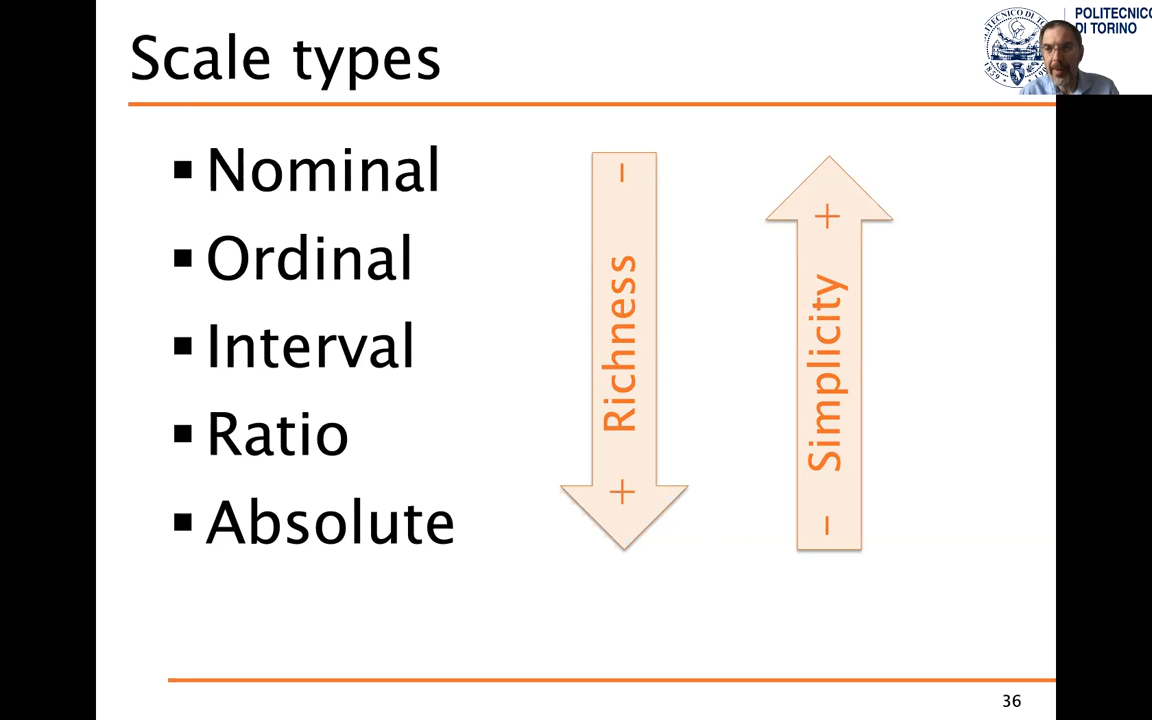 Scale types
POLITECNICO
DI TORINO
▪ Nominal
▪ Ordinal
▪ Interval
▪ Ratio
▪ Absolute
– Richness +
– Simplicity +
36